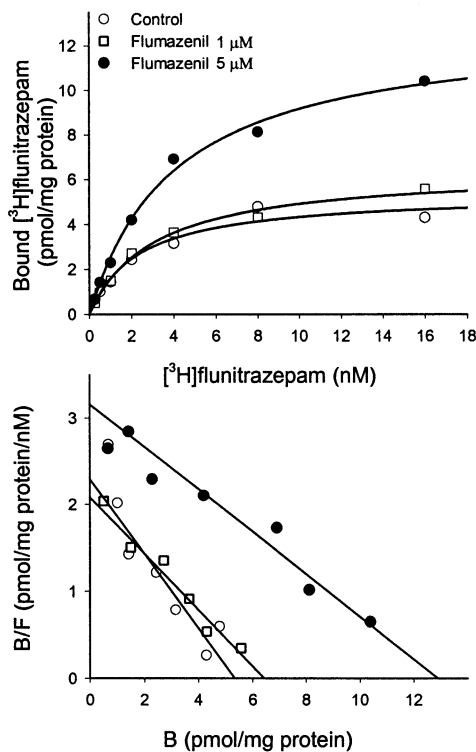 Control
Flumazenil 1 μM
Flumazenil 5 μM
Bound [³H]flunitrazepam
(pmol/mg protein)
12
10
8
6
4
2
0
0 2 4 6 8 10 12 14 16 18
[³H]flunitrazepam (nM)
B/F (pmol/mg protein/nM)
3
2
1
0
0 2 4 6 8 10 12
B (pmol/mg protein)